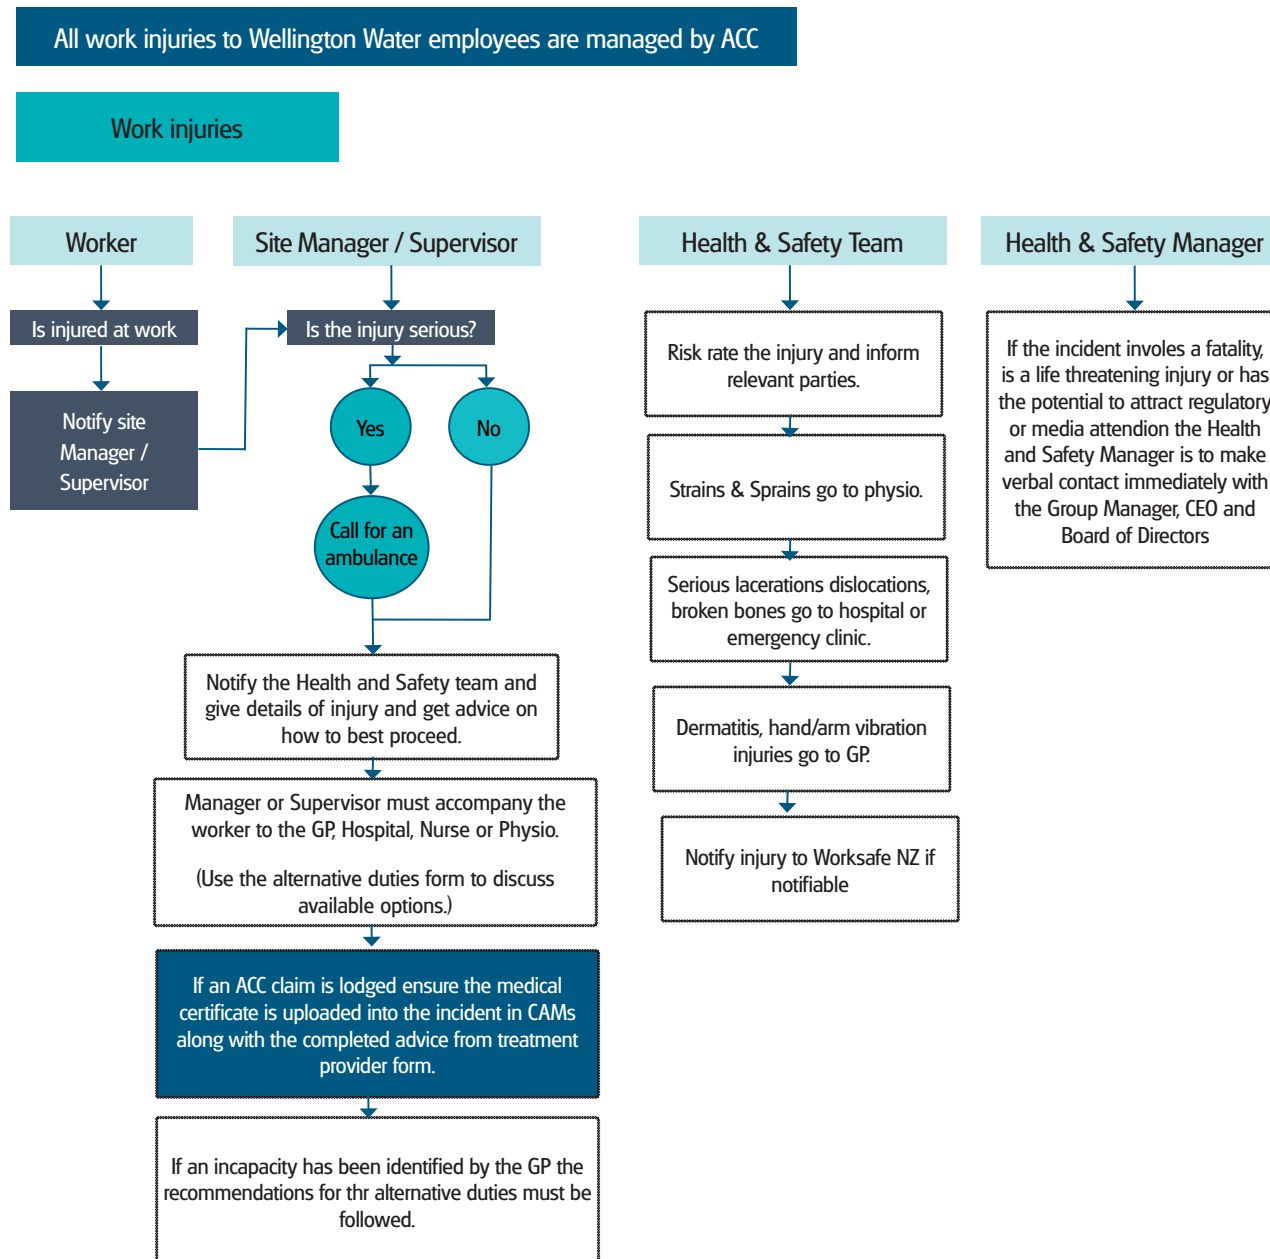 All work injuries to Wellington Water employees are managed by ACC
Work injuries
Worker
Is injured at work
Notify site
Manager /
Supervisor
Site Manager / Supervisor
Is the injury serious?
Yes
No
Call for an
ambulance
Notify the Health and Safety team and
give details of injury and get advice on
how to best proceed.
Manager or Supervisor must accompany the
worker to the GP, Hospital, Nurse or Physio.
(Use the alternative duties form to discuss
available options.)
If an ACC claim is lodged ensure the medical
certificate is uploaded into the incident in CAMs
along with the completed advice from treatment
provider form.
If an incapacity has been identified by the GP the
recommendations for thr alternative duties must be
followed.
Health & Safety Team
Risk rate the injury and inform
relevant parties.
Strains & Sprains go to physio.
Serious lacerations dislocations,
broken bones go to hospital or
emergency clinic.
Dermatitis, hand/arm vibration
injuries go to GP.
Notify injury to Worksafe NZ if
notifiable
Health & Safety Manager
If the incident involes a fatality,
is a life threatening injury or has
the potential to attract regulatory
or media attendion the Health
and Safety Manager is to make
verbal contact immediately with
the Group Manager, CEO and
Board of Directors